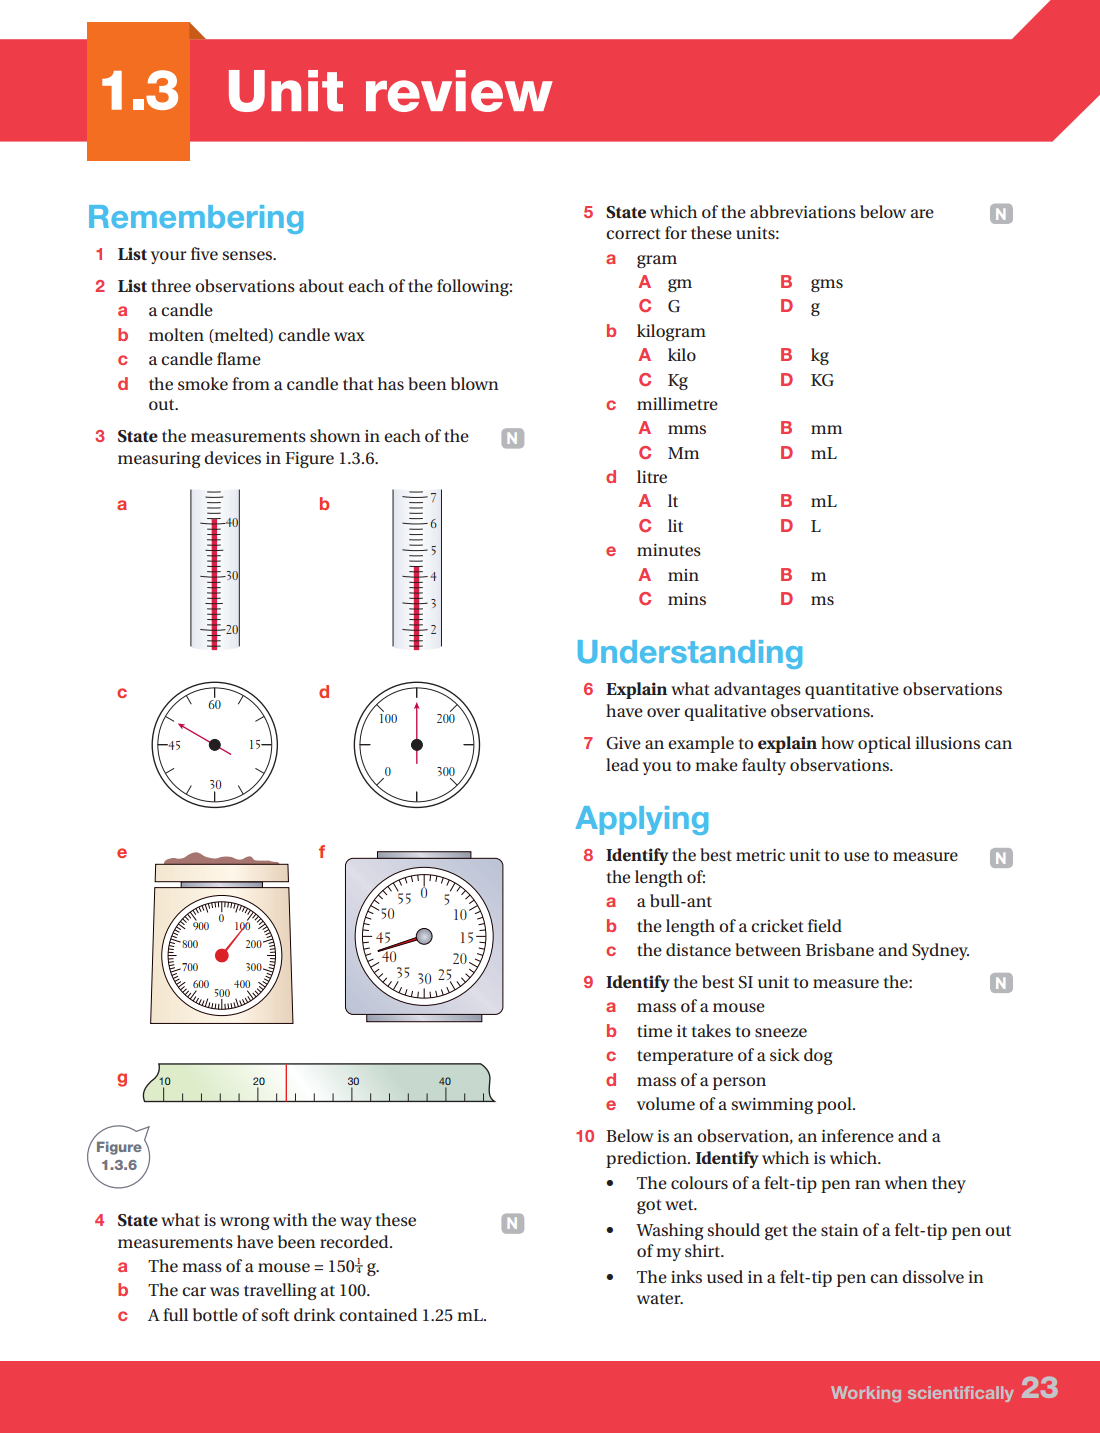 1.3 Unit review
Remembering
1 List your five senses.
2 List three observations about each of the following:
a a candle
b molten (melted) candle wax
c a candle flame
d the smoke from a candle that has been blown
out.
3 State the measurements shown in each of the N
measuring devices in Figure 1.3.6.
a
40
30
20
b
7
6
5
4
3
2
c
60
45 15
30
d
100 200
0 300
e
0
900 100
800 200
700 300
600 400
500
f
55 0 5
50 10
45 15
40 20
35 30 25
g
10 20 30 40
Figure
1.3.6
4 State what is wrong with the way these N
measurements have been recorded.
a The mass of a mouse = 150¼ g.
b The car was travelling at 100.
c A full bottle of soft drink contained 1.25 mL.
5 State which of the abbreviations below are N
correct for these units:
a gram
A gm B gms
C G D g
b kilogram
A kilo B kg
C Kg D KG
c millimetre
A mms B mm
C Mm D mL
d litre
A lt B mL
C lit D L
e minutes
A min B m
C mins D ms
Understanding
6 Explain what advantages quantitative observations
have over qualitative observations.
7 Give an example to explain how optical illusions can
lead you to make faulty observations.
Applying
8 Identify the best metric unit to use to measure N
the length of:
a a bull-ant
b the length of a cricket field
c the distance between Brisbane and Sydney.
9 Identify the best SI unit to measure the: N
a mass of a mouse
b time it takes to sneeze
c temperature of a sick dog
d mass of a person
e volume of a swimming pool.
10 Below is an observation, an inference and a
prediction. Identify which is which.
• The colours of a felt-tip pen ran when they
got wet.
• Washing should get the stain of a felt-tip pen out
of my shirt.
• The inks used in a felt-tip pen can dissolve in
water.
Working scientifically 23